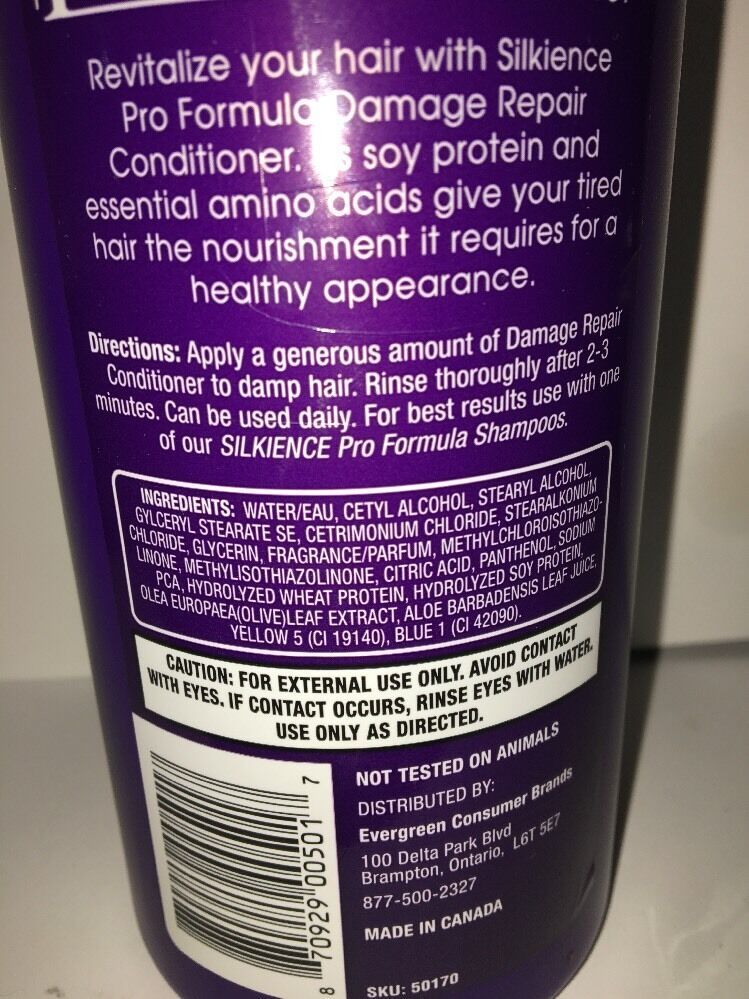 Revitalize your hair with Silkience
Pro Formula Damage Repair
Conditioner. soy protein and
essential amino acids give your tired
hair the nourishment it requires for a
healthy appearance.
Directions: Apply a generous amount of Damage Repair
Conditioner to damp hair. Rinse thoroughly after 2-3
minutes. Can be used daily. For best results use with one
of our SILKIENCE Pro Formula Shampoos.
INGREDIENTS: WATER/EAU, CETYL ALCOHOL, STEARYL ALCOHOL,
GYLCERYL STEARATE SE, CETRIMONIUM CHLORIDE, STEARALKONIUM
CHLORIDE, GLYCERIN, FRAGRANCE/PARFUM, METHYLCHLOROISOTHIAZO-
LINONE, METHYLISOTHIAZOLINONE, CITRIC ACID, PANTHENOL, SODIUM
PCA, HYDROLYZED WHEAT PROTEIN, HYDROLYZED SOY PROTEIN,
OLEA EUROPAEA(OLIVE)LEAF EXTRACT, ALOE BARBADENSIS LEAF JUICE,
YELLOW 5 (CI 19140), BLUE 1 (CI 42090).
CAUTION: FOR EXTERNAL USE ONLY. AVOID CONTACT
WITH EYES. IF CONTACT OCCURS, RINSE EYES WITH WATER.
USE ONLY AS DIRECTED.
8 70929 00501 7
NOT TESTED ON ANIMALS
DISTRIBUTED BY:
Evergreen Consumer Brands
100 Delta Park Blvd
Brampton, Ontario, L6T 5E7
877-500-2327
MADE IN CANADA
SKU: 50170